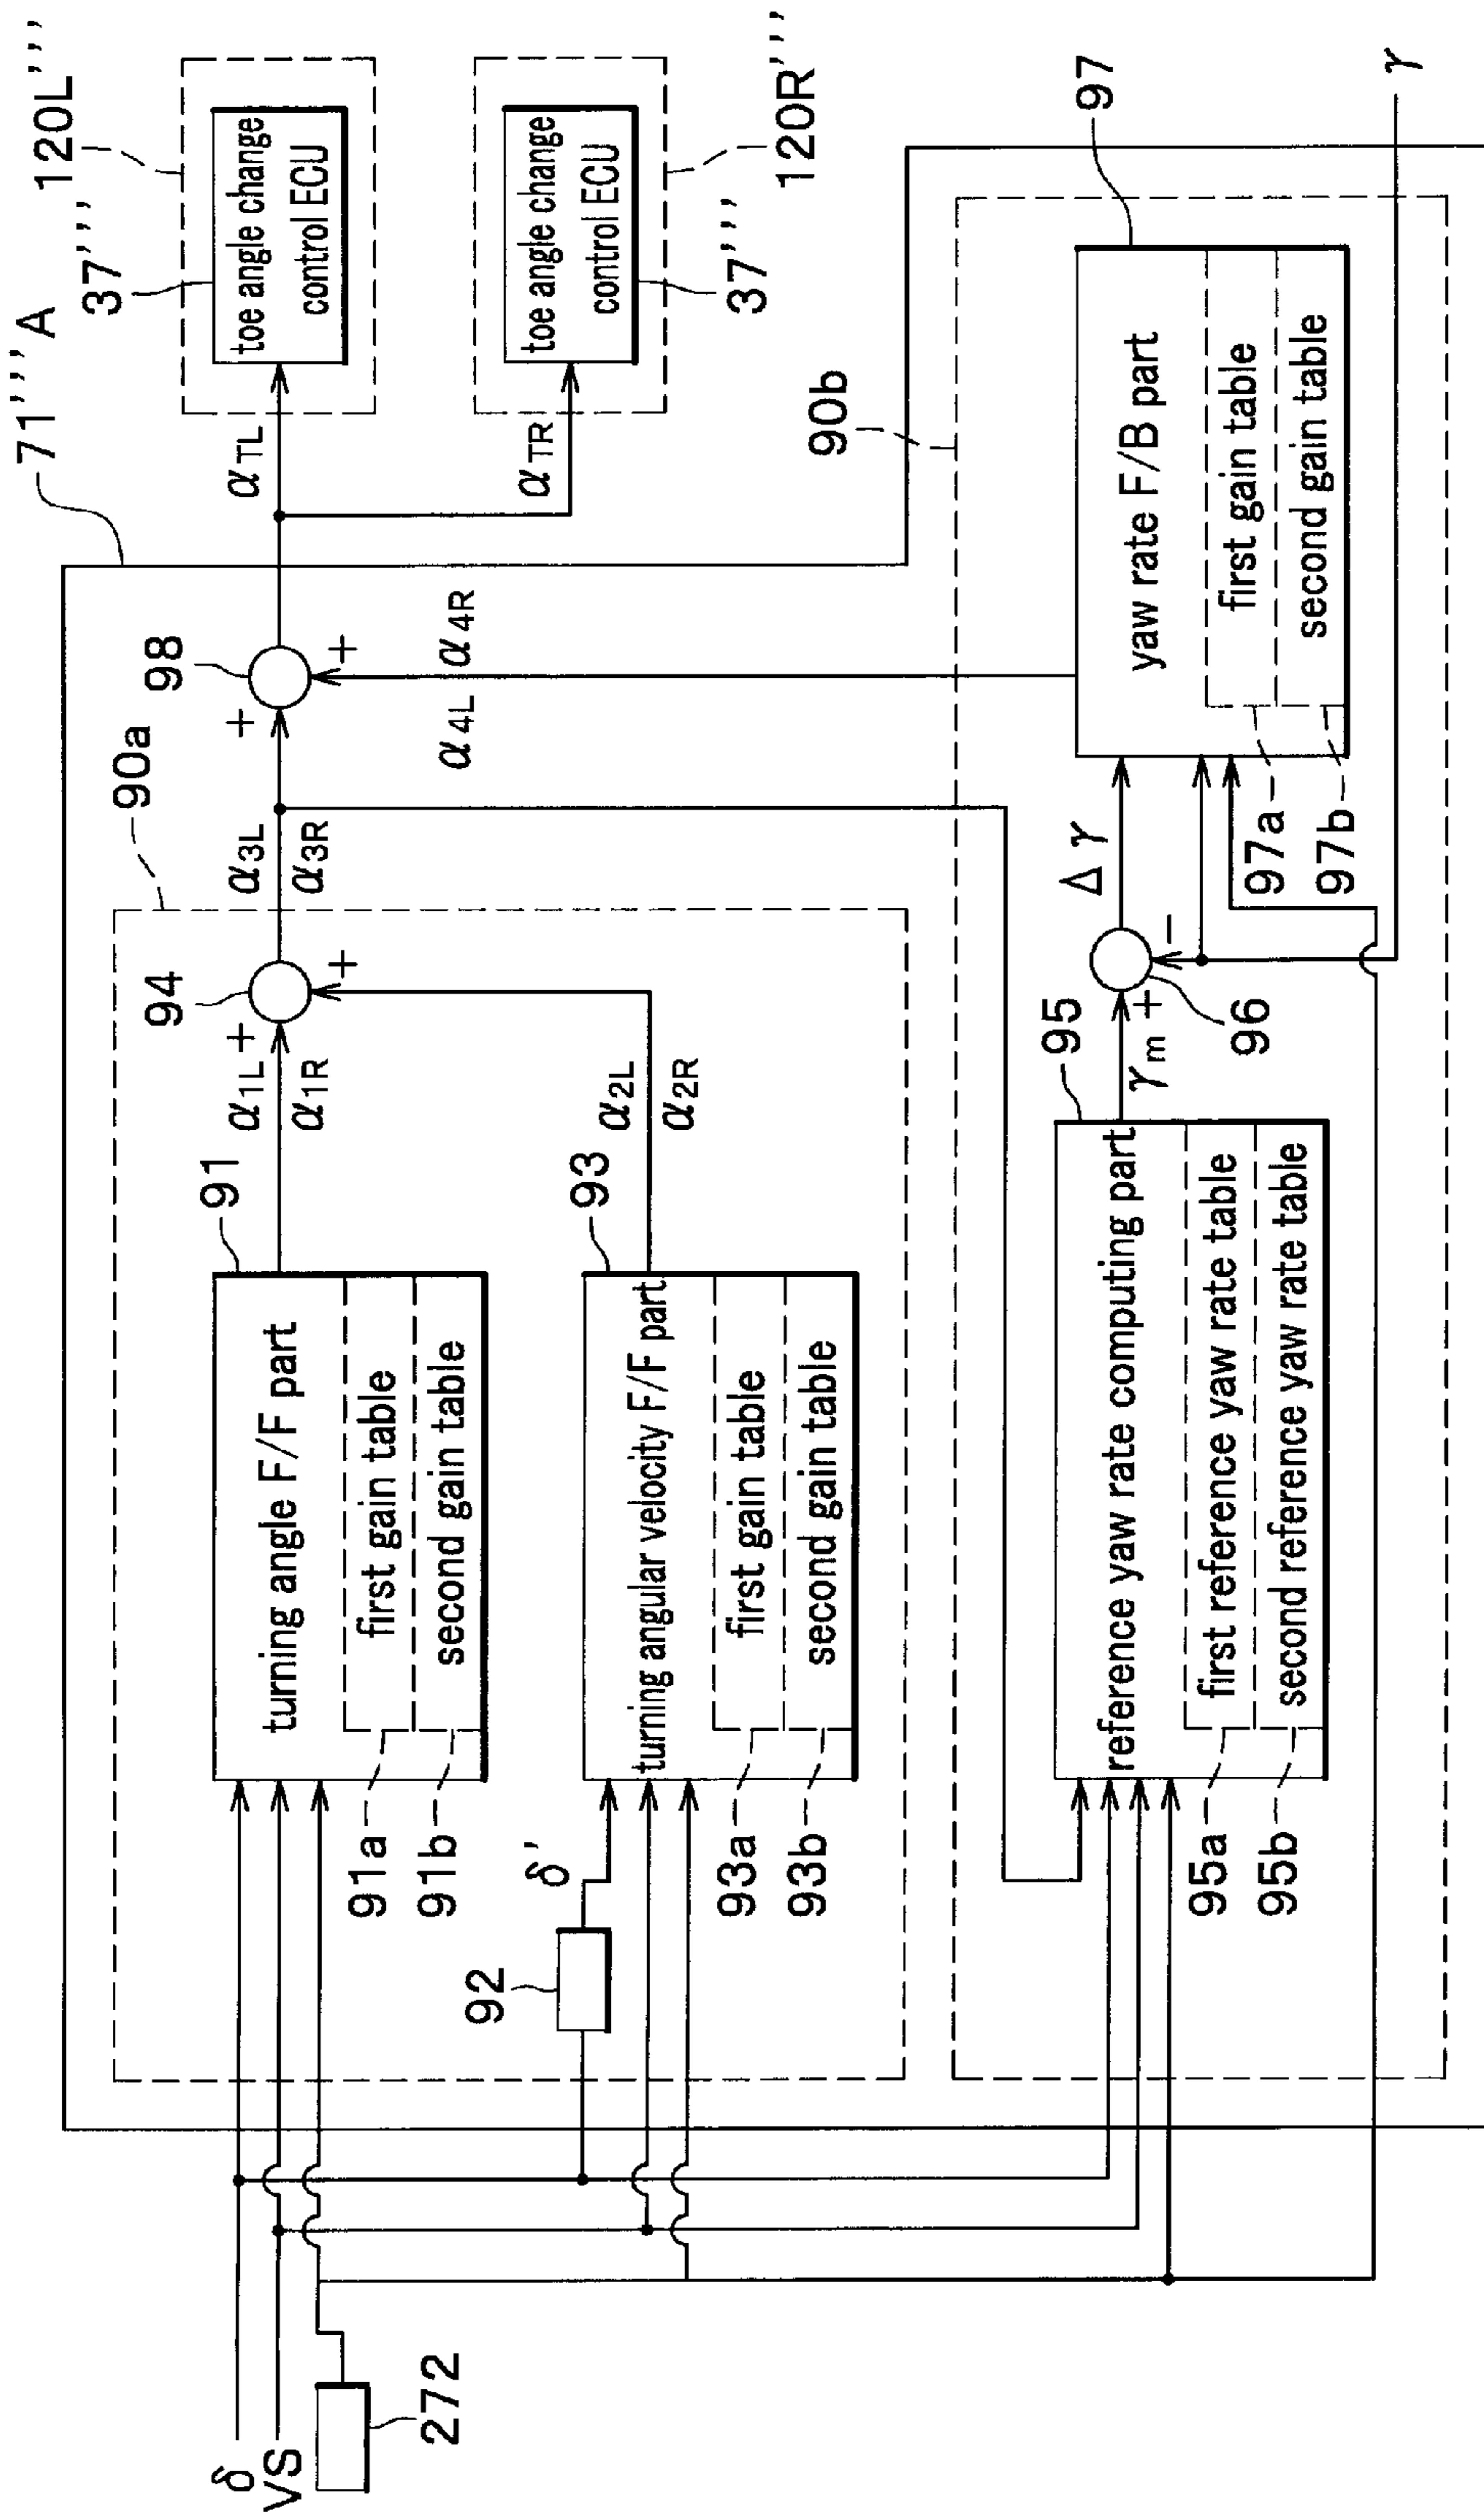 71'''A
120L'''
37'''
toe angle change
control ECU
αTL
98
+
+
90a
α3L
α3R
94
+
+
α1L
α1R
91
turning angle F/F part
first gain table
second gain table
91a
91b
δ
VS
272
α4L
α4R
αTR
toe angle change
control ECU
37'''
120R'''
α2L
α2R
93
turning angular velocity F/F part
first gain table
second gain table
93a
93b
δ'
92
90b
97
yaw rate F/B part
first gain table
second gain table
97a
97b
Δγ
−
+
96
γm
95
reference yaw rate computing part
first reference yaw rate table
second reference yaw rate table
95a
95b
γ